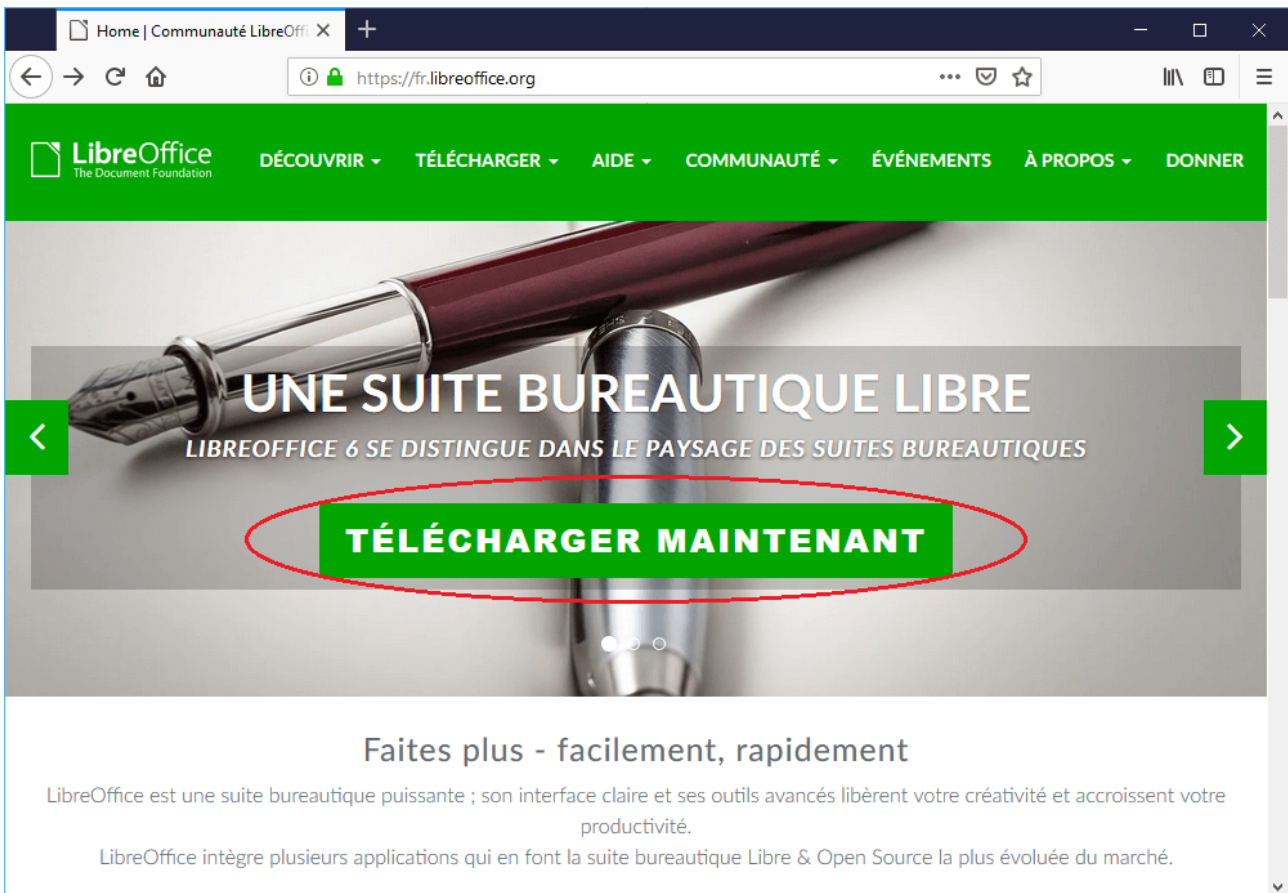 Home | Communauté LibreOffi
https://fr.libreoffice.org
LibreOffice
The Document Foundation
DÉCOUVRIR
TÉLÉCHARGER
AIDE
COMMUNAUTÉ
ÉVÉNEMENTS
À PROPOS
DONNER
UNE SUITE BUREAUTIQUE LIBRE
LIBREOFFICE 6 SE DISTINGUE DANS LE PAYSAGE DES SUITES BUREAUTIQUES
TÉLÉCHARGER MAINTENANT
Faites plus - facilement, rapidement
LibreOffice est une suite bureautique puissante ; son interface claire et ses outils avancés libèrent votre créativité et accroissent votre
productivité.
LibreOffice intègre plusieurs applications qui en font la suite bureautique Libre & Open Source la plus évoluée du marché.